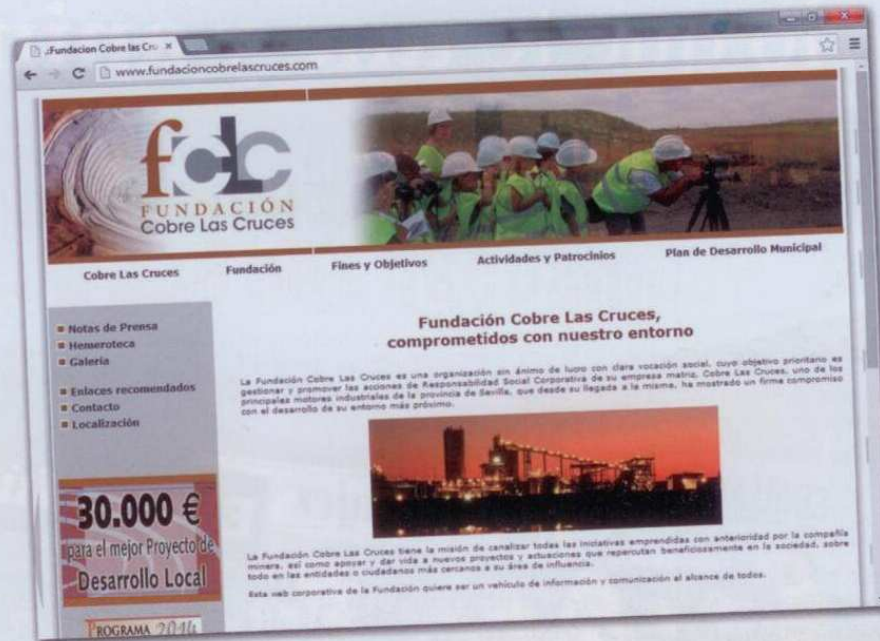 .:Fundacion Cobre las Cru
www.fundacioncobrelascruces.com
fCLC
FUNDACIÓN
Cobre Las Cruces
Cobre Las Cruces
Fundación
Fines y Objetivos
Actividades y Patrocinios
Plan de Desarrollo Municipal
Notas de Prensa
Hemeroteca
Galería
Enlaces recomendados
Contacto
Localización
30.000 €
para el mejor Proyecto de
Desarrollo Local
PROGRAMA 2014
Fundación Cobre Las Cruces,
comprometidos con nuestro entorno
La Fundación Cobre Las Cruces es una organización sin ánimo de lucro con clara vocación social, cuyo objetivo prioritario es
gestionar y promover las acciones de Responsabilidad Social Corporativa de su empresa matriz, Cobre Las Cruces, uno de los
principales motores industriales de la provincia de Sevilla, que desde su llegada a la misma, ha mostrado un firme compromiso
con el desarrollo de su entorno más próximo.
La Fundación Cobre Las Cruces tiene la misión de canalizar todas las iniciativas emprendidas con anterioridad por la compañía
minera, así como apoyar y dar vida a nuevos proyectos y actuaciones que repercutan beneficiosamente en la sociedad, sobre
todo en las entidades o ciudadanos más cercanos a su área de influencia.
Esta web corporativa de la Fundación quiere ser un vehículo de información y comunicación al alcance de todos.